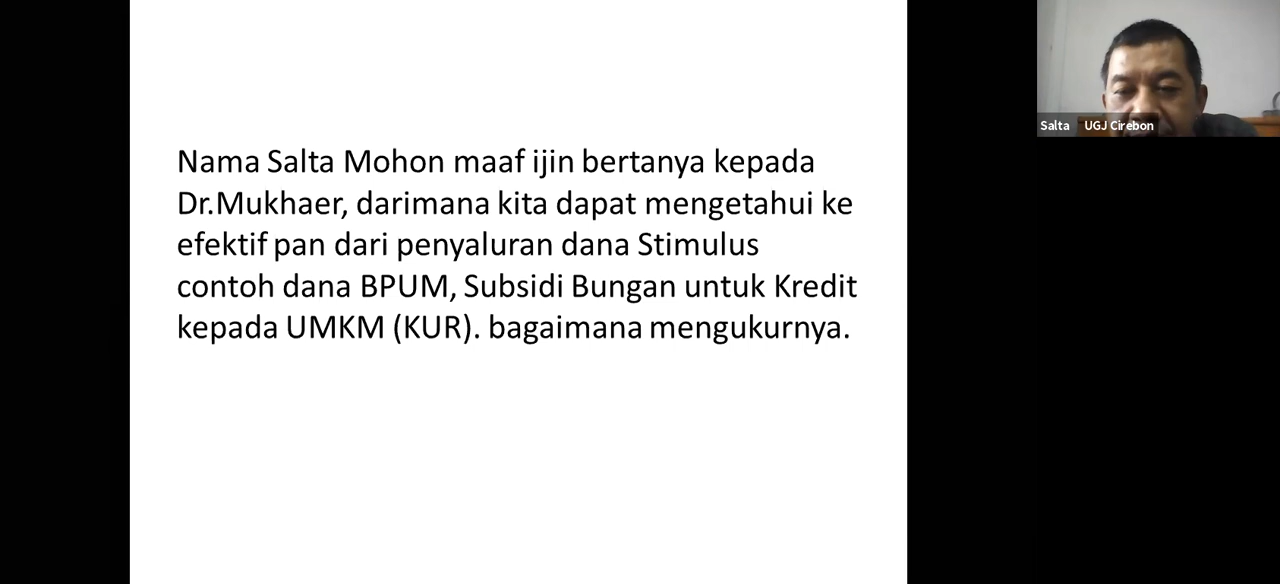 Nama Salta Mohon maaf ijin bertanya kepada
Dr.Mukhaer, darimana kita dapat mengetahui ke
efektif pan dari penyaluran dana Stimulus
contoh dana BPUM, Subsidi Bungan untuk Kredit
kepada UMKM (KUR). bagaimana mengukurnya.
Salta UGJ Cirebon